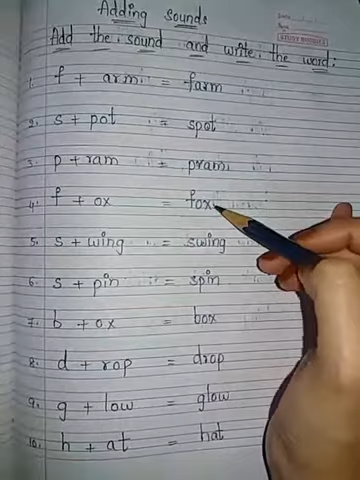 Adding sounds
Add the sound and write the word:
1. f + arm = farm
2. s + pot = spot
3. p + ram = pram
4. f + ox = fox
5. s + wing = swing
6. s + pin = spin
7. b + ox = box
8. d + rop = drop
9. g + low = glow
10. h + at = hat